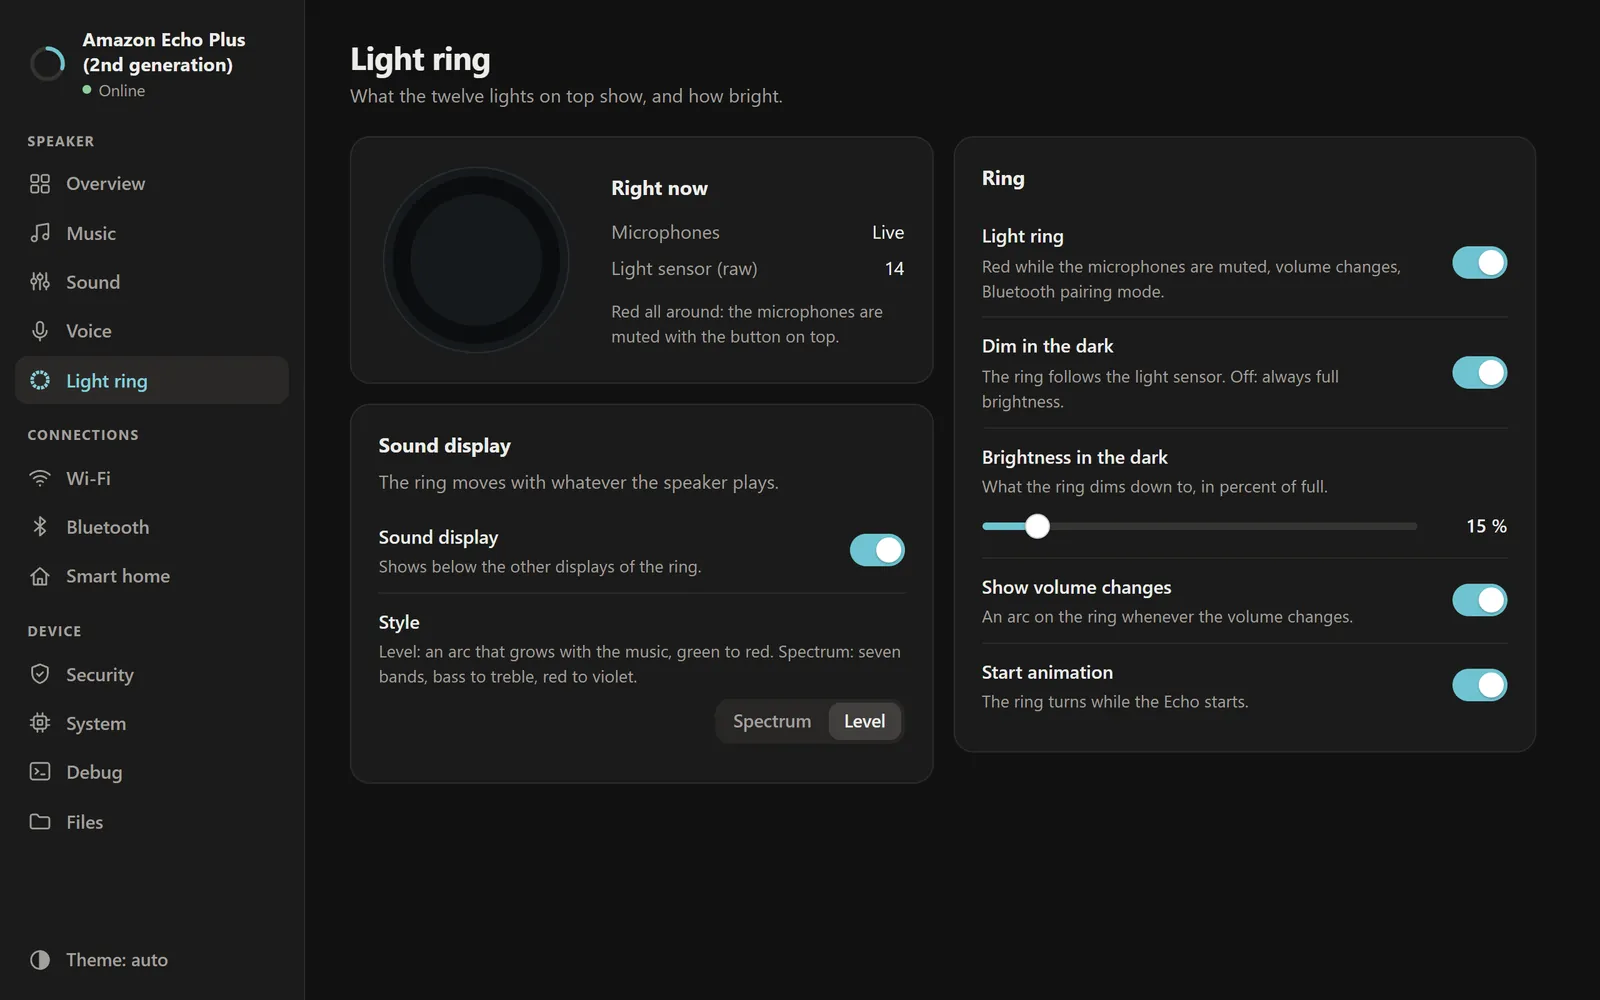 Amazon Echo Plus
(2nd generation)
Online
SPEAKER
Overview
Music
Sound
Voice
Light ring
CONNECTIONS
Wi-Fi
Bluetooth
Smart home
DEVICE
Security
System
Debug
Files
Theme: auto
Light ring
What the twelve lights on top show, and how bright.
Right now
Microphones Live
Light sensor (raw) 14
Red all around: the microphones are
muted with the button on top.
Sound display
The ring moves with whatever the speaker plays.
Sound display
Shows below the other displays of the ring.
Style
Level: an arc that grows with the music, green to red. Spectrum: seven
bands, bass to treble, red to violet.
Spectrum Level
Ring
Light ring
Red while the microphones are muted, volume changes,
Bluetooth pairing mode.
Dim in the dark
The ring follows the light sensor. Off: always full
brightness.
Brightness in the dark
What the ring dims down to, in percent of full.
15 %
Show volume changes
An arc on the ring whenever the volume changes.
Start animation
The ring turns while the Echo starts.